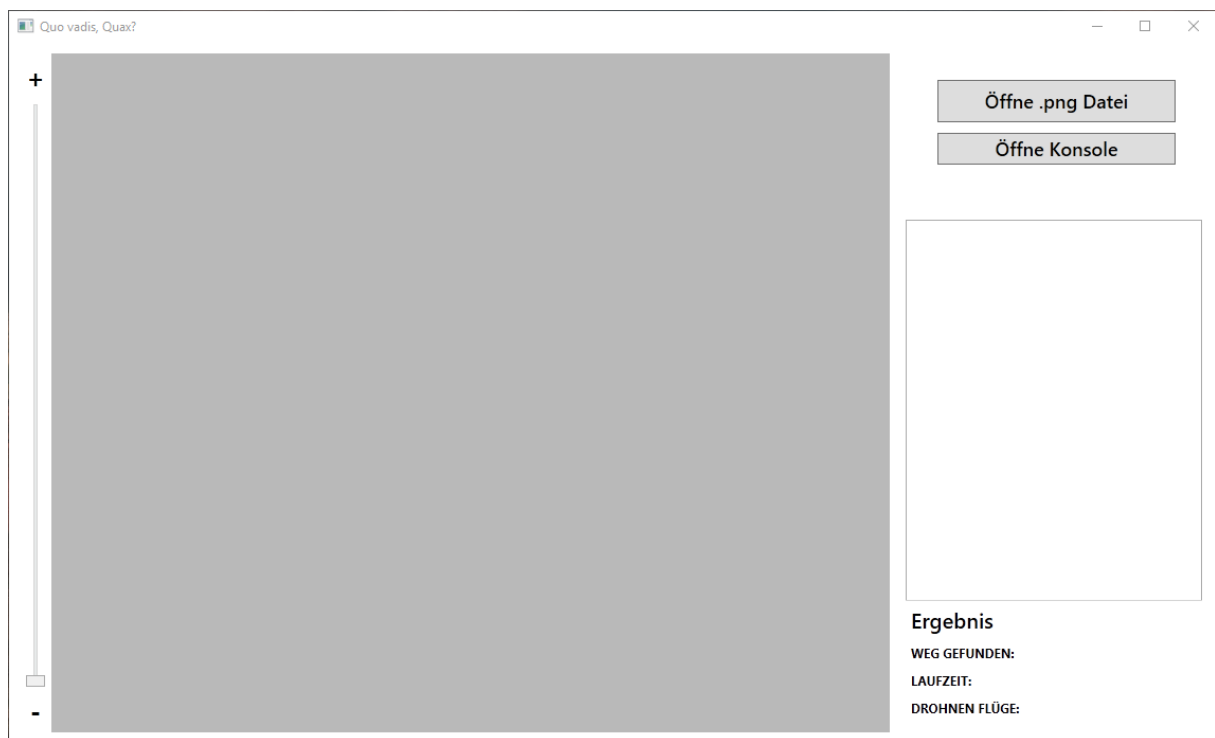 Quo vadis, Quax?
+
Öffne .png Datei
Öffne Konsole
Ergebnis
WEG GEFUNDEN:
LAUFZEIT:
DROHNEN FLÜGE:
-